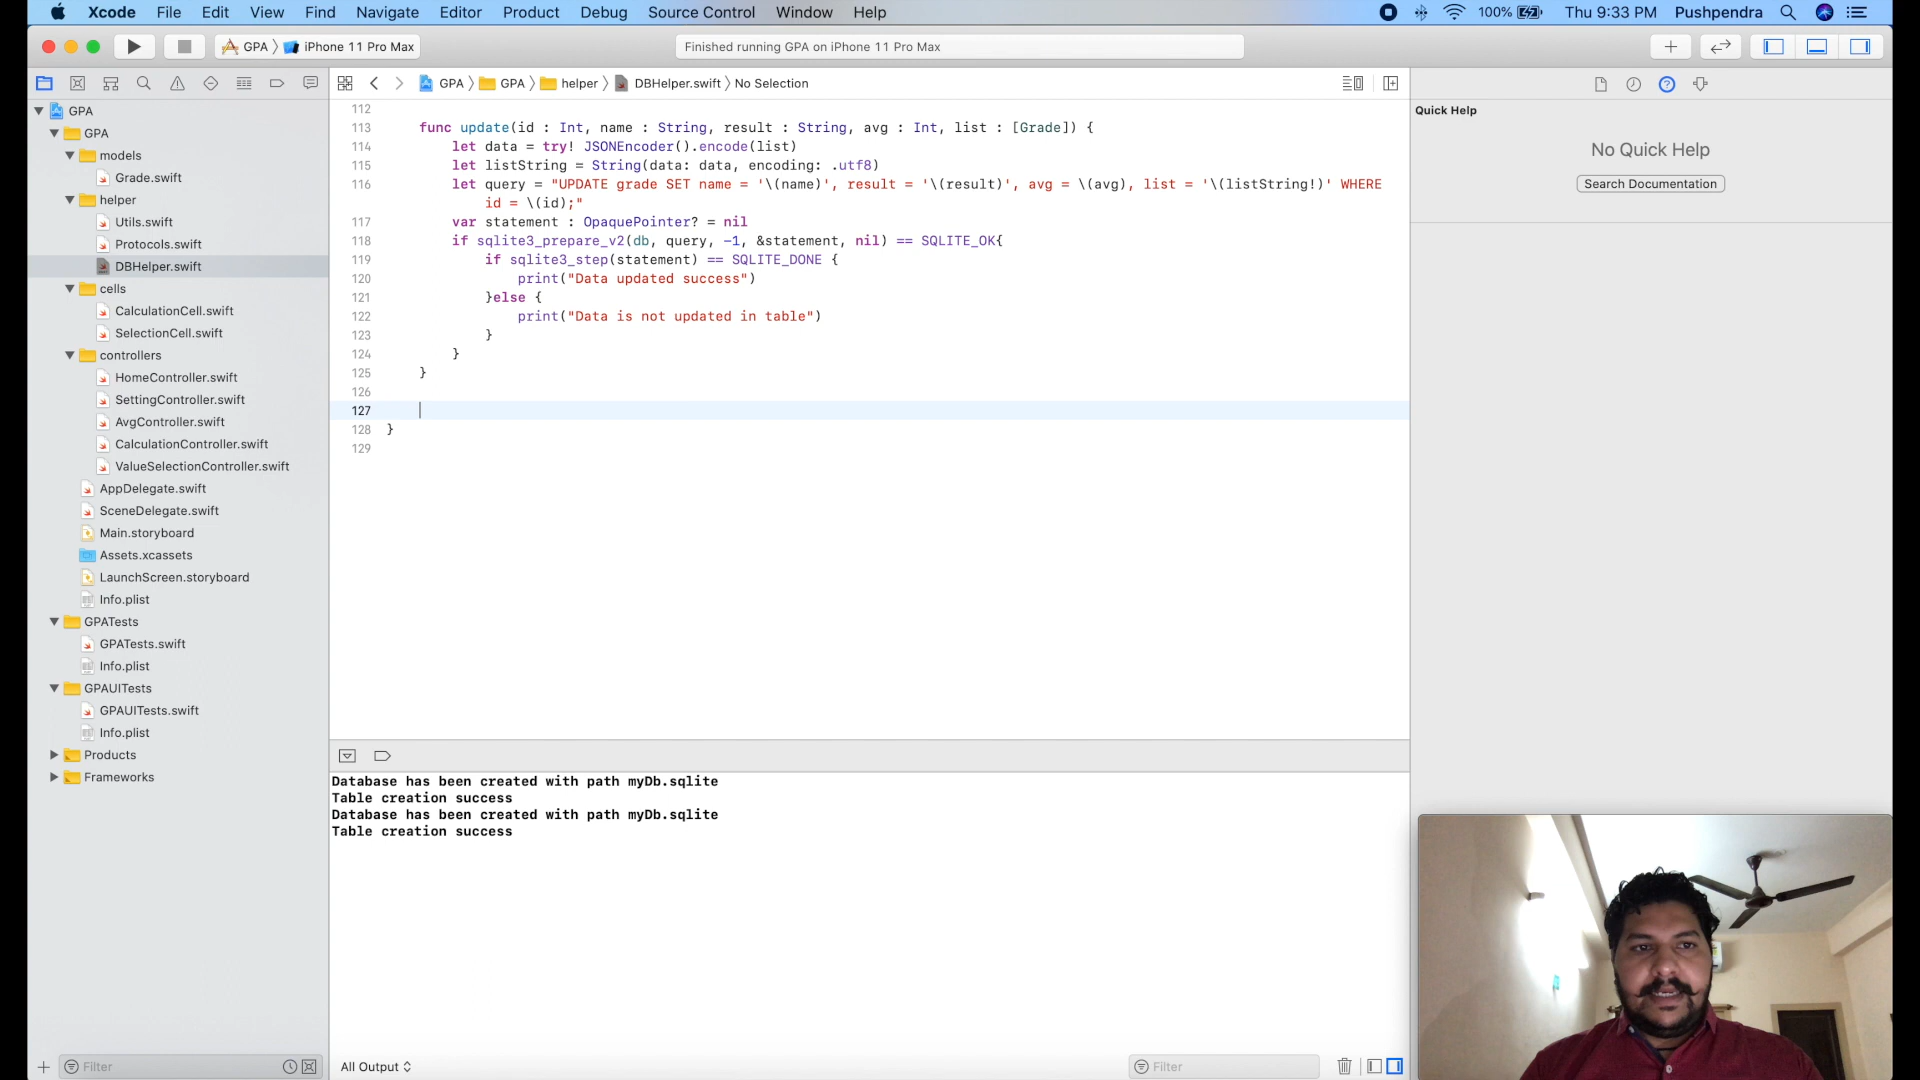 Xcode File Edit View Find Navigate Editor Product Debug Source Control Window Help 100% Thu 9:33 PM Pushpendra
GPA iPhone 11 Pro Max Finished running GPA on iPhone 11 Pro Max
GPA GPA helper DBHelper.swift No Selection
GPA
GPA
models
Grade.swift
helper
Utils.swift
Protocols.swift
DBHelper.swift
cells
CalculationCell.swift
SelectionCell.swift
controllers
HomeController.swift
SettingController.swift
AvgController.swift
CalculationController.swift
ValueSelectionController.swift
AppDelegate.swift
SceneDelegate.swift
Main.storyboard
Assets.xcassets
LaunchScreen.storyboard
Info.plist
GPATests
GPATests.swift
Info.plist
GPAUITests
GPAUITests.swift
Info.plist
Products
Frameworks
Filter
112
113 func update(id : Int, name : String, result : String, avg : Int, list : [Grade]) {
114 let data = try! JSONEncoder().encode(list)
115 let listString = String(data: data, encoding: .utf8)
116 let query = "UPDATE grade SET name = '\(name)', result = '\(result)', avg = \(avg), list = '\(listString!)' WHERE
id = \(id);"
117 var statement : OpaquePointer? = nil
118 if sqlite3_prepare_v2(db, query, -1, &statement, nil) == SQLITE_OK{
119 if sqlite3_step(statement) == SQLITE_DONE {
120 print("Data updated success")
121 }else {
122 print("Data is not updated in table")
123 }
124 }
125 }
126
127
128 }
129
Database has been created with path myDb.sqlite
Table creation success
Database has been created with path myDb.sqlite
Table creation success
All Output Filter
Quick Help
No Quick Help
Search Documentation